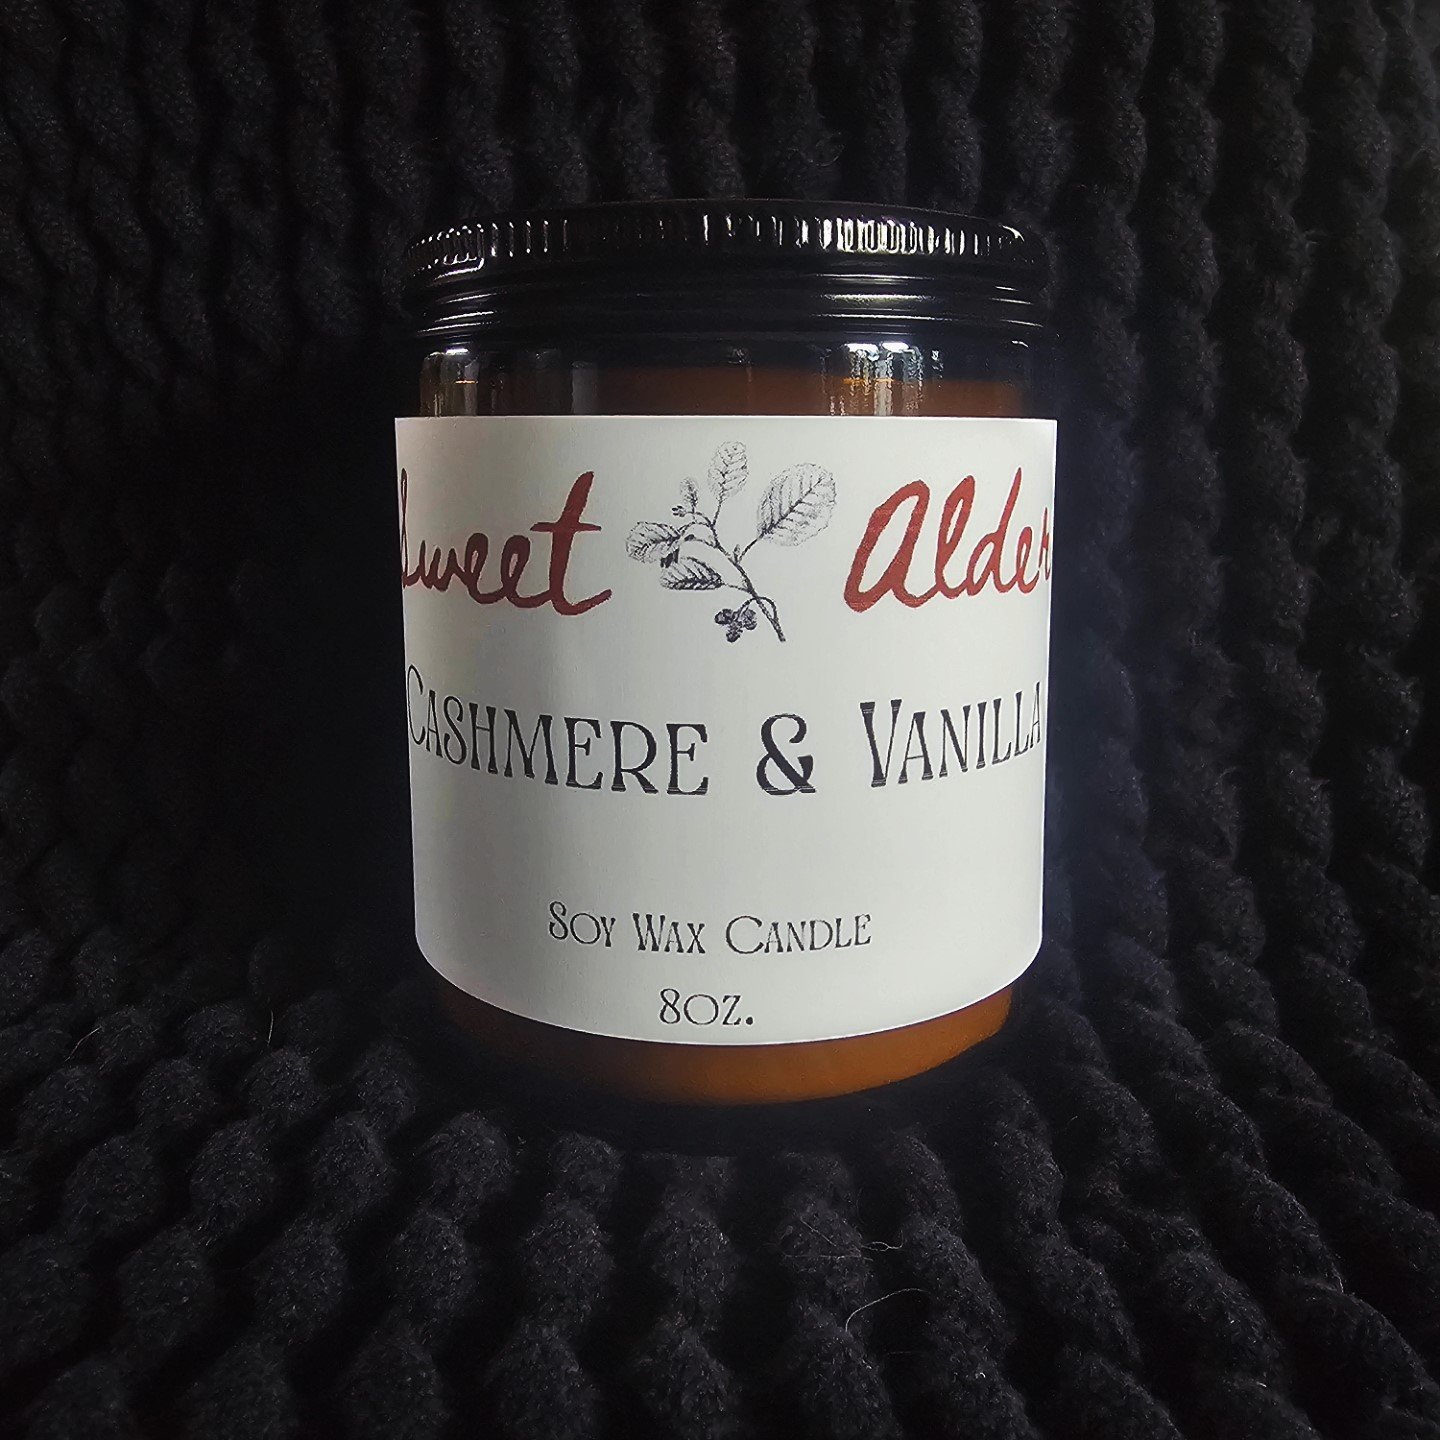 Sweet Alder
Cashmere & Vanilla
Soy Wax Candle
8oz.